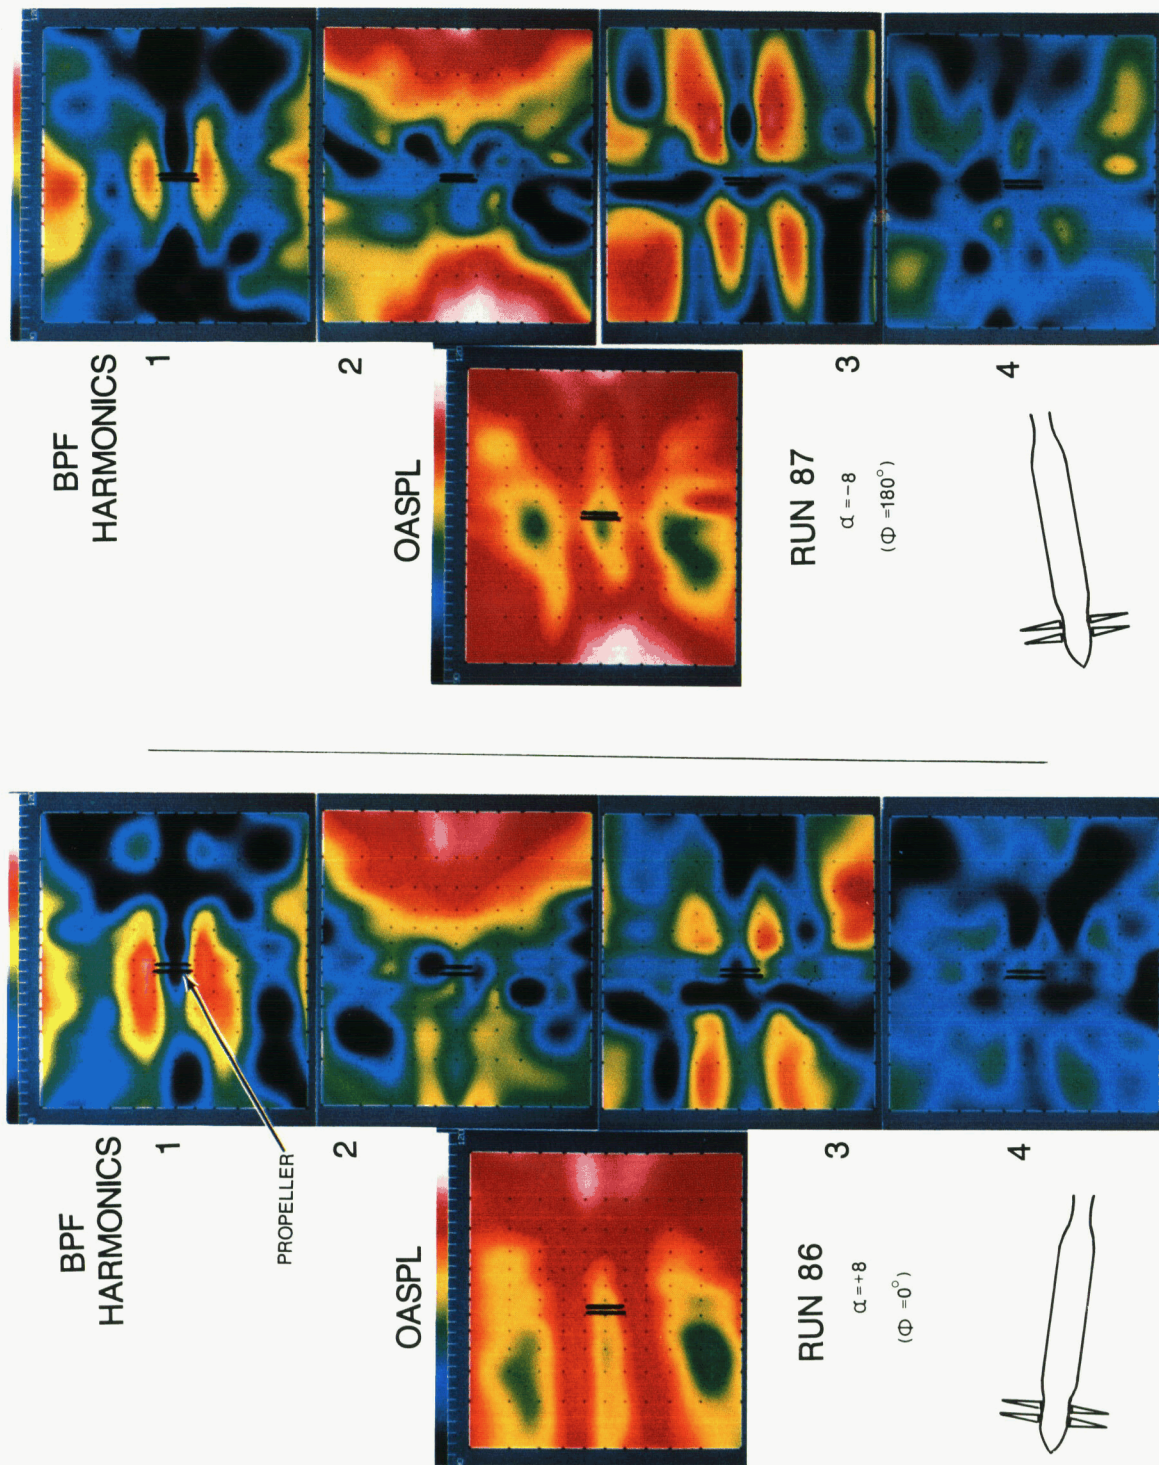 BPF
HARMONICS
1
PROPELLER
2
OASPL
3
4
RUN 86
α = +8
(Φ = 0°)
BPF
HARMONICS
1
2
OASPL
3
4
RUN 87
α = -8
(Φ = 180°)